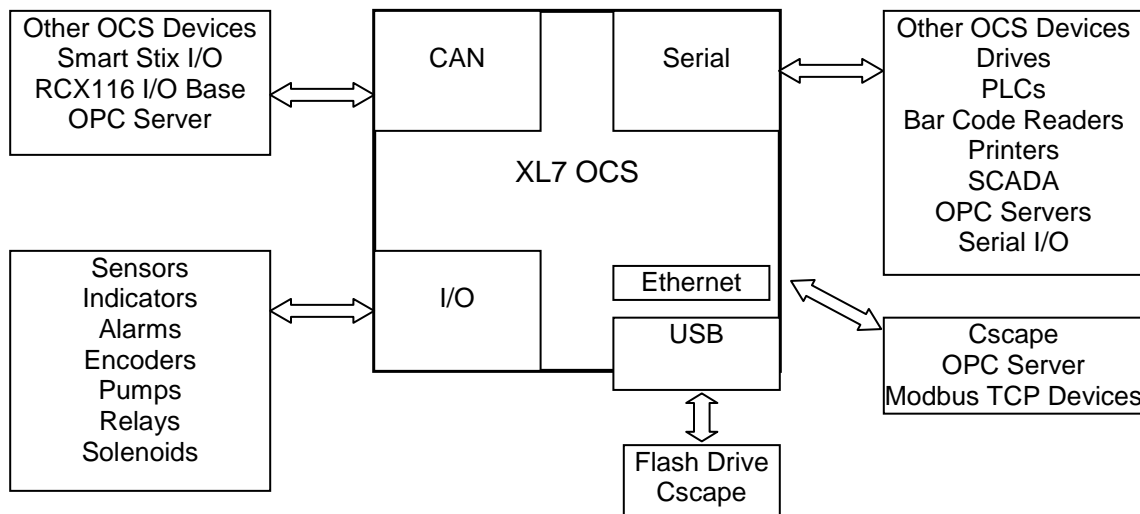 Other OCS Devices
Smart Stix I/O
RCX116 I/O Base
OPC Server
CAN
Serial
XL7 OCS
Other OCS Devices
Drives
PLCs
Bar Code Readers
Printers
SCADA
OPC Servers
Serial I/O
Sensors
Indicators
Alarms
Encoders
Pumps
Relays
Solenoids
I/O
Ethernet
USB
Cscape
OPC Server
Modbus TCP Devices
Flash Drive
Cscape